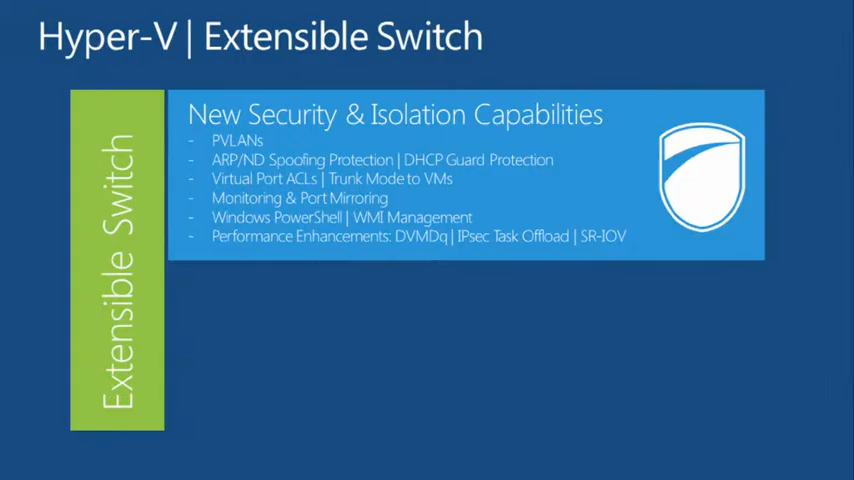 Hyper-V | Extensible Switch
Extensible Switch
New Security & Isolation Capabilities
- PVLANs
- ARP/ND Spoofing Protection | DHCP Guard Protection
- Virtual Port ACLs | Trunk Mode to VMs
- Monitoring & Port Mirroring
- Windows PowerShell | WMI Management
- Performance Enhancements: DVMDq | IPsec Task Offload | SR-IOV